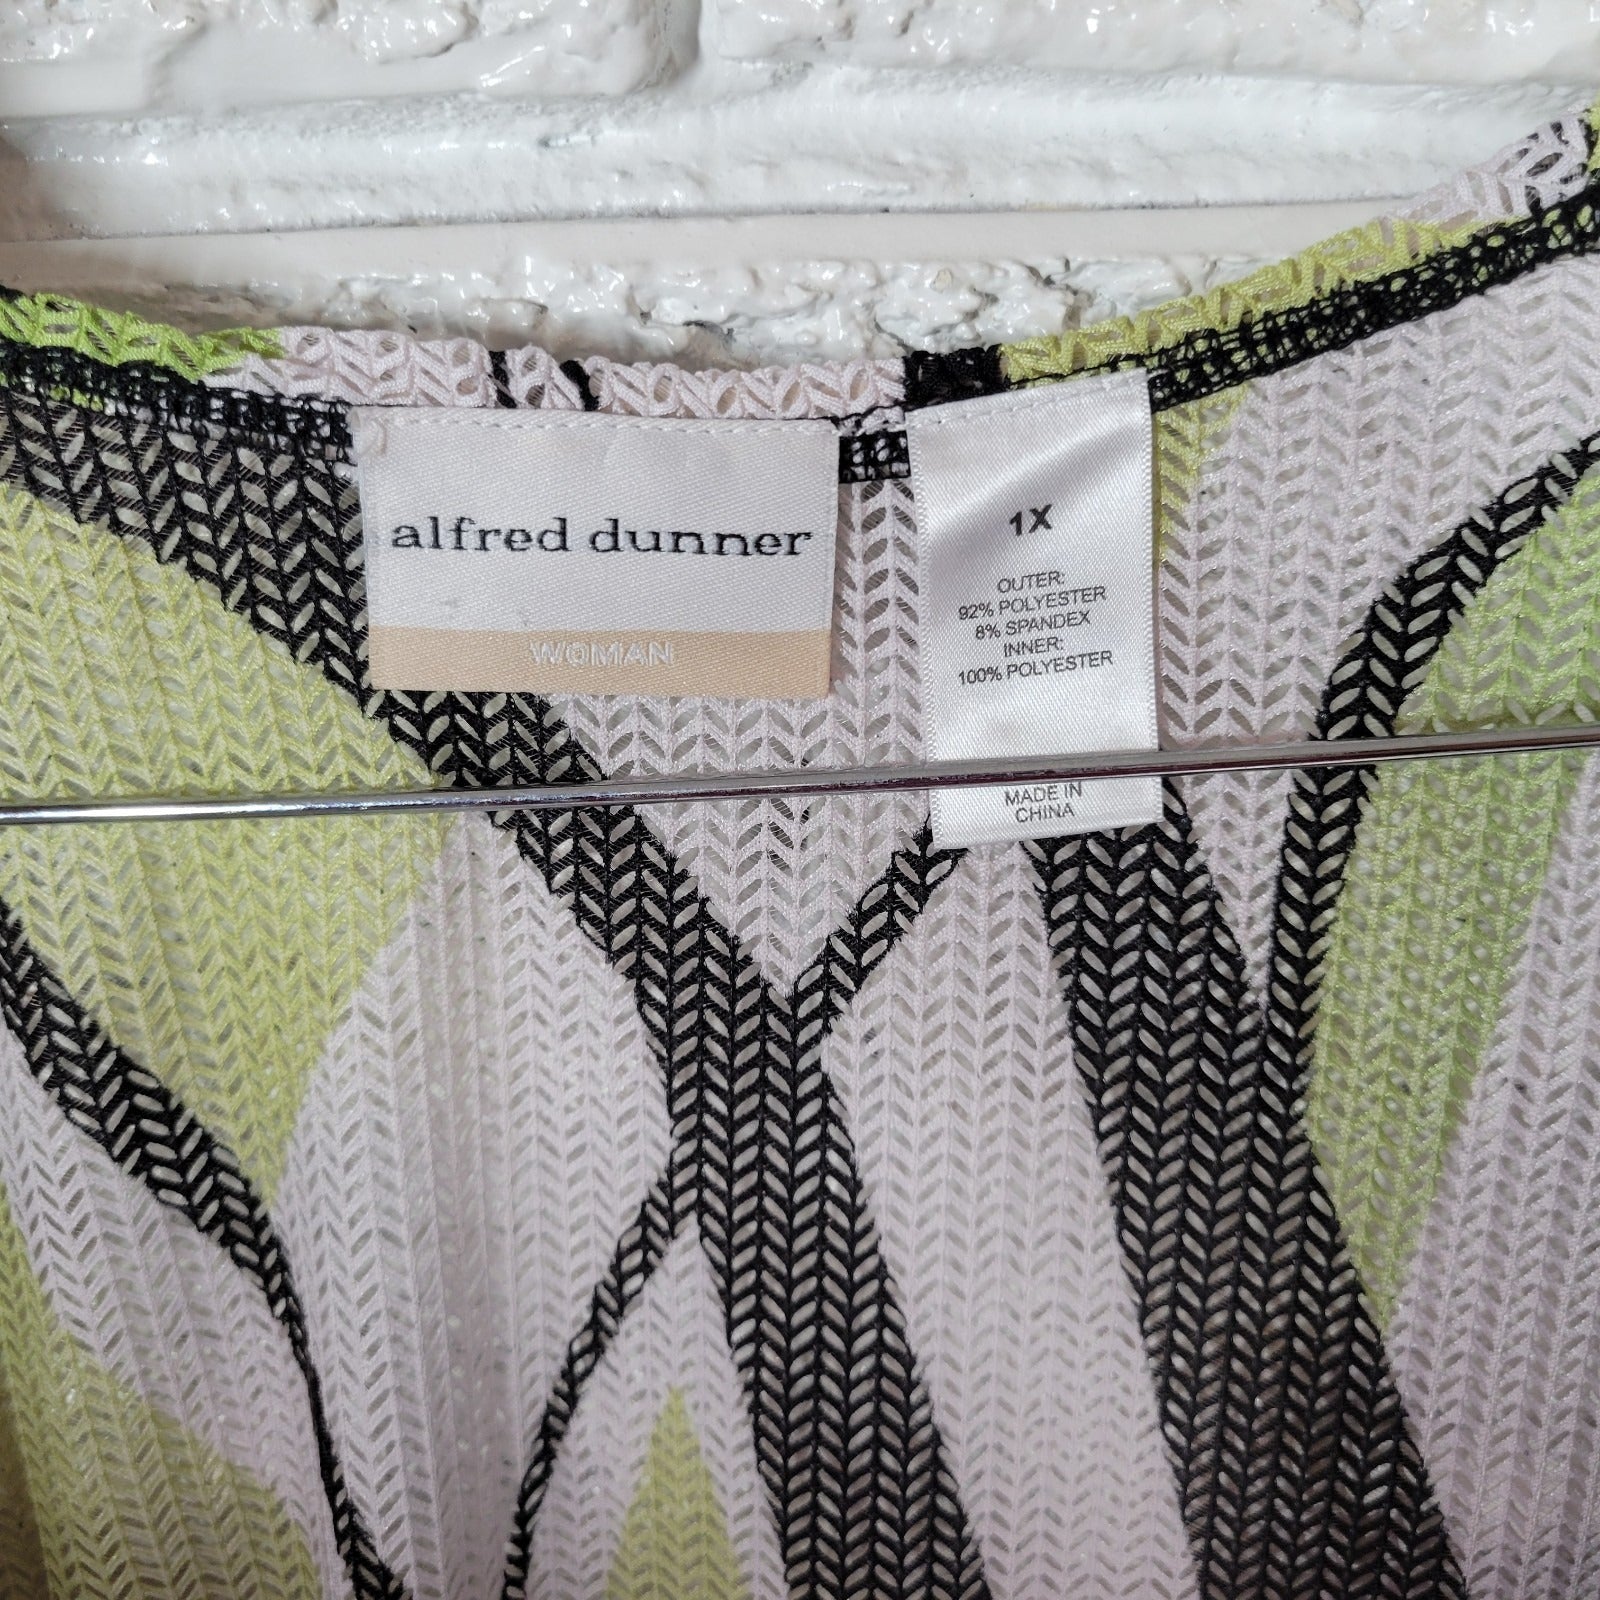 alfred dunner
WOMAN
1X
OUTER:
92% POLYESTER
8% SPANDEX
INNER:
100% POLYESTER
MADE IN
CHINA